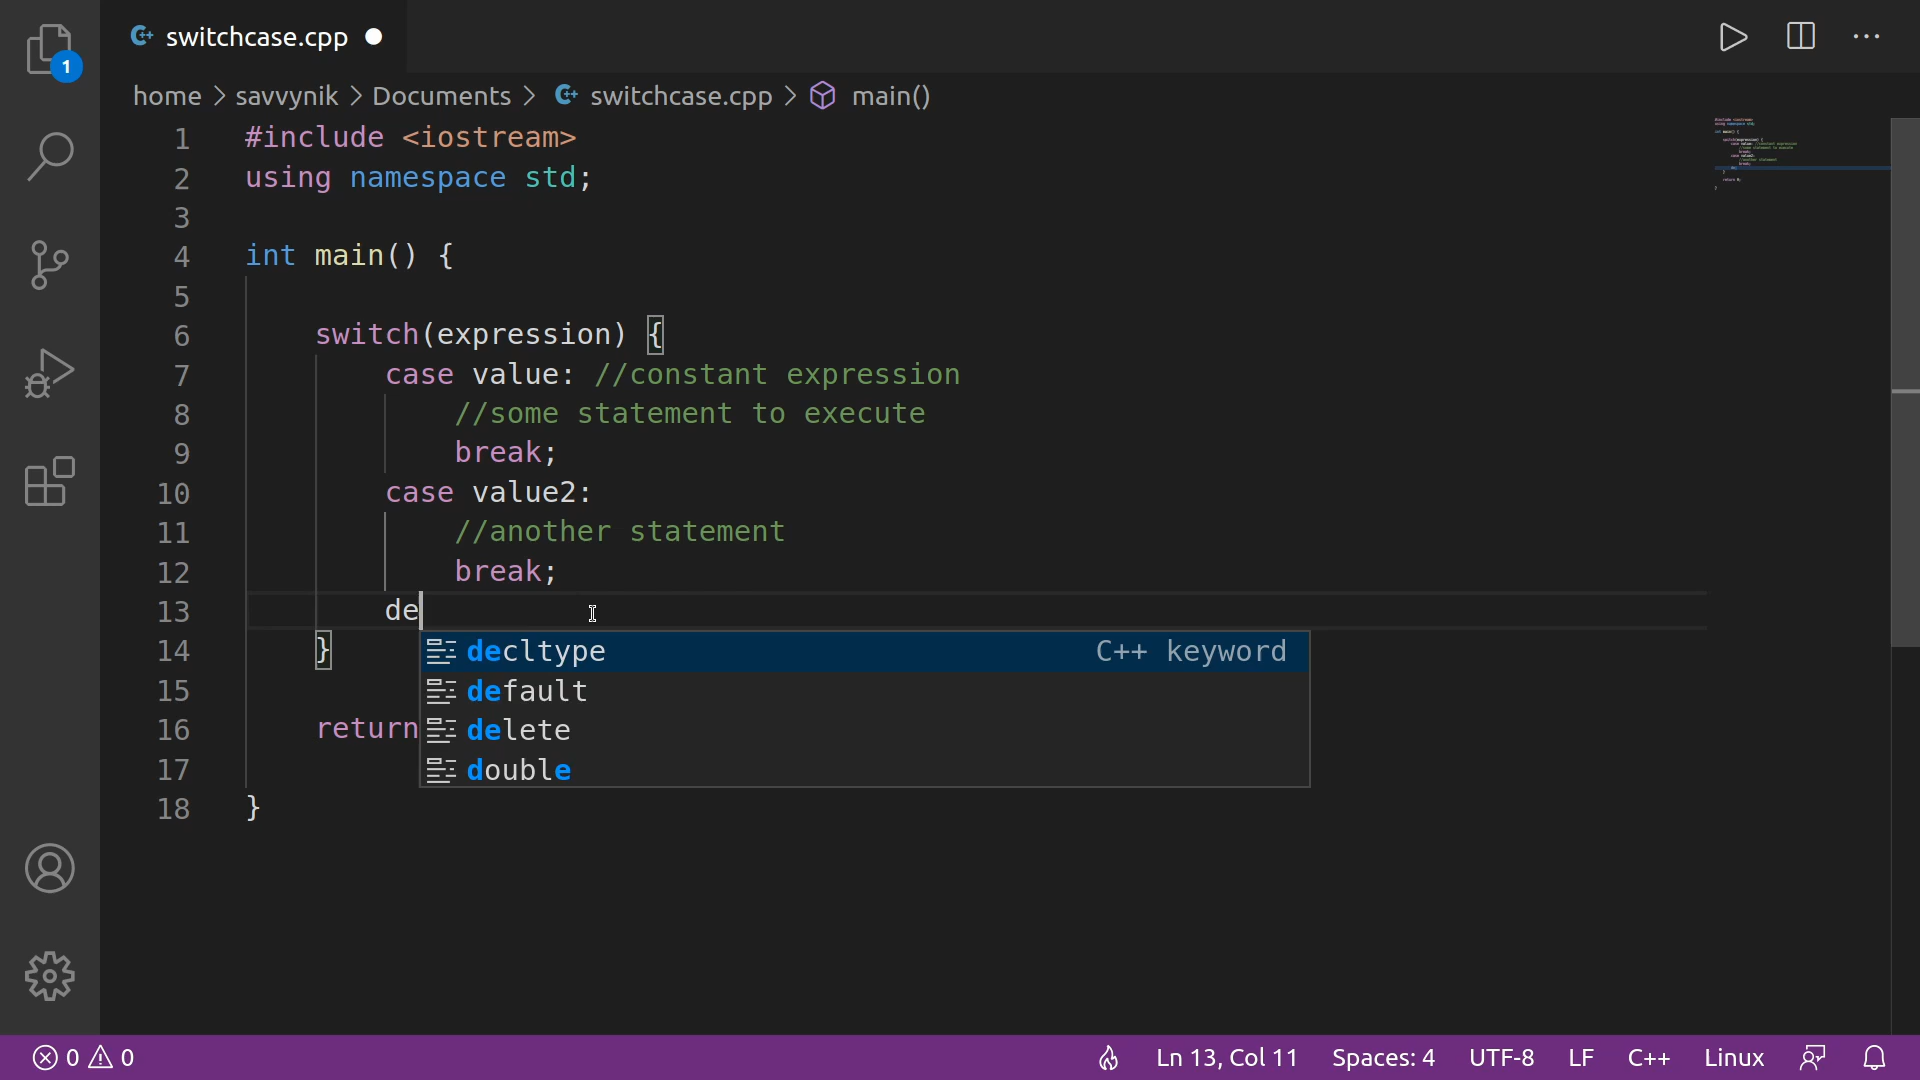 switchcase.cpp
1
home > savvynik > Documents > switchcase.cpp > main()
1 #include <iostream>
2 using namespace std;
3
4 int main() {
5
6 switch(expression) {
7 case value: //constant expression
8 //some statement to execute
9 break;
10 case value2:
11 //another statement
12 break;
13 de
14 }
decltype C++ keyword
15 default
16 return
delete
17 double
18 }
0 0 Ln 13, Col 11 Spaces: 4 UTF-8 LF C++ Linux